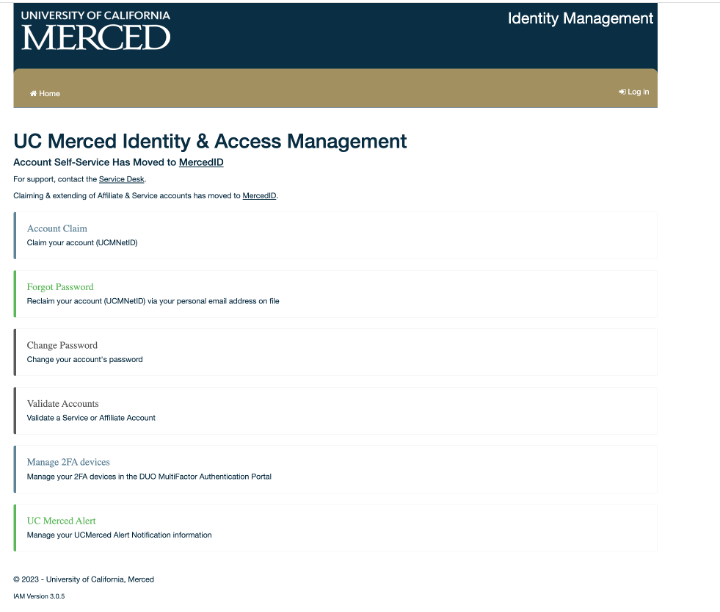 UNIVERSITY OF CALIFORNIA
MERCED
Identity Management
Home
Log in
UC Merced Identity & Access Management
Account Self-Service Has Moved to MercedID
For support, contact the Service Desk.
Claiming & extending of Affiliate & Service accounts has moved to MercedID.
Account Claim
Claim your account (UCMNetID)
Forgot Password
Reclaim your account (UCMNetID) via your personal email address on file
Change Password
Change your account's password
Validate Accounts
Validate a Service or Affiliate Account
Manage 2FA devices
Manage your 2FA devices in the DUO MultiFactor Authentication Portal
UC Merced Alert
Manage your UCMerced Alert Notification information
© 2023 - University of California, Merced
IAM Version 3.0.5